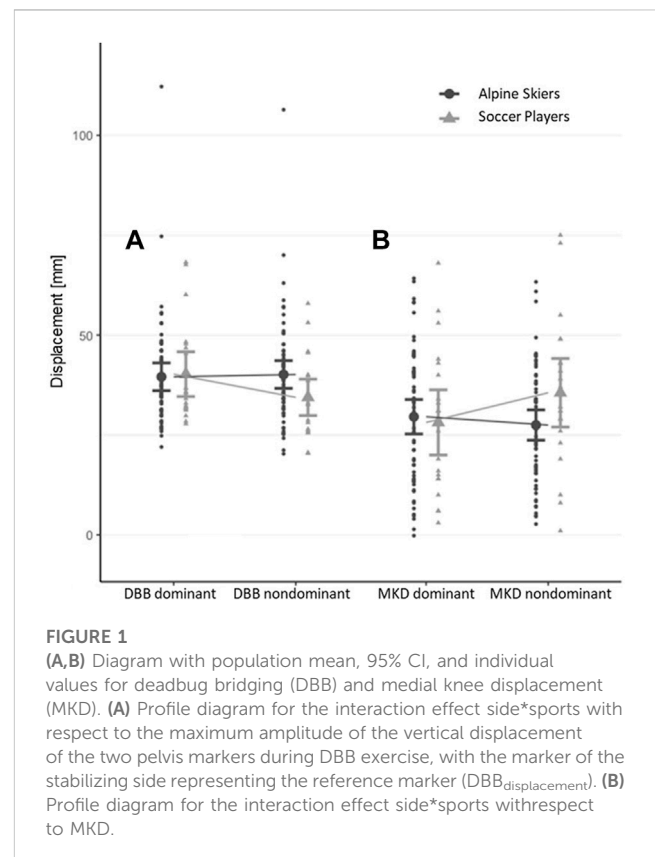 Alpine Skiers
Soccer Players
100
A
B
Displacement [mm]
50
0
DBB dominant
DBB nondominant
MKD dominant
MKD nondominant
FIGURE 1
(A,B) Diagram with population mean, 95% CI, and individual
values for deadbug bridging (DBB) and medial knee displacement
(MKD). (A) Profile diagram for the interaction effect side*sports with
respect to the maximum amplitude of the vertical displacement
of the two pelvis markers during DBB exercise, with the marker of the
stabilizing side representing the reference marker (DBBdisplacement). (B)
Profile diagram for the interaction effect side*sports withrespect
to MKD.